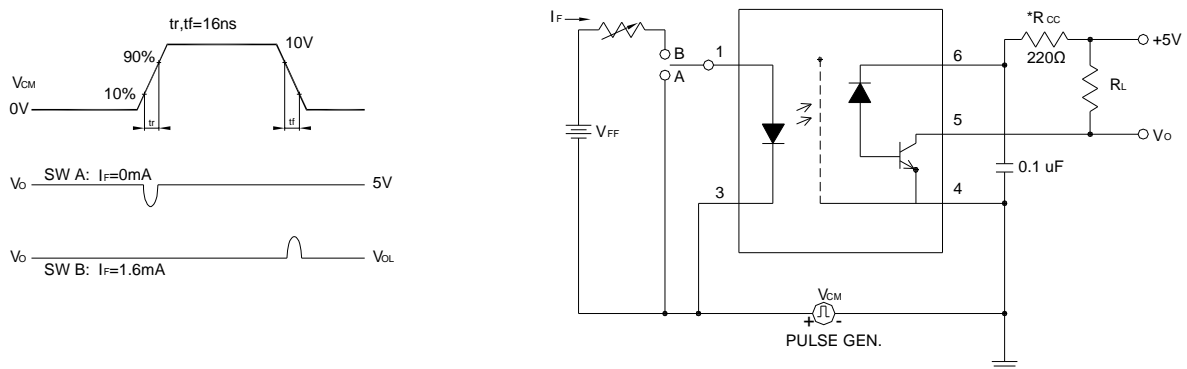 tr,tf=16ns
90%
10V
VCM
10%
0V
tr
tf
VO
SW A: IF=0mA
5V
VO
SW B: IF=1.6mA
VOL
IF
B
A
1
VFF
3
6
5
4
*RCC
220Ω
+5V
RL
VO
0.1 uF
VCM
+
-
PULSE GEN.